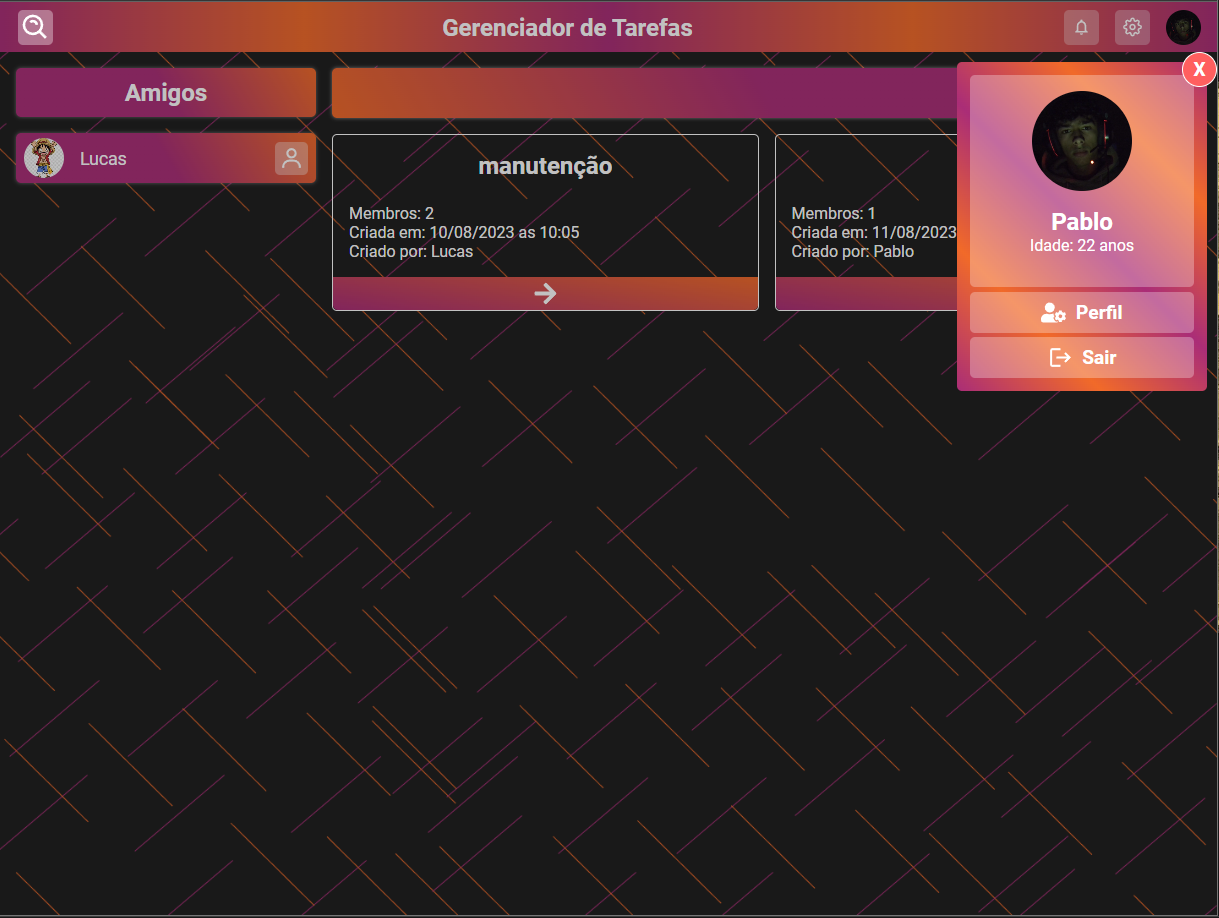 Gerenciador de Tarefas
Amigos
Lucas
manutenção
Membros: 2
Criada em: 10/08/2023 as 10:05
Criado por: Lucas
Membros: 1
Criada em: 11/08/2023
Criado por: Pablo
X
Pablo
Idade: 22 anos
Perfil
Sair